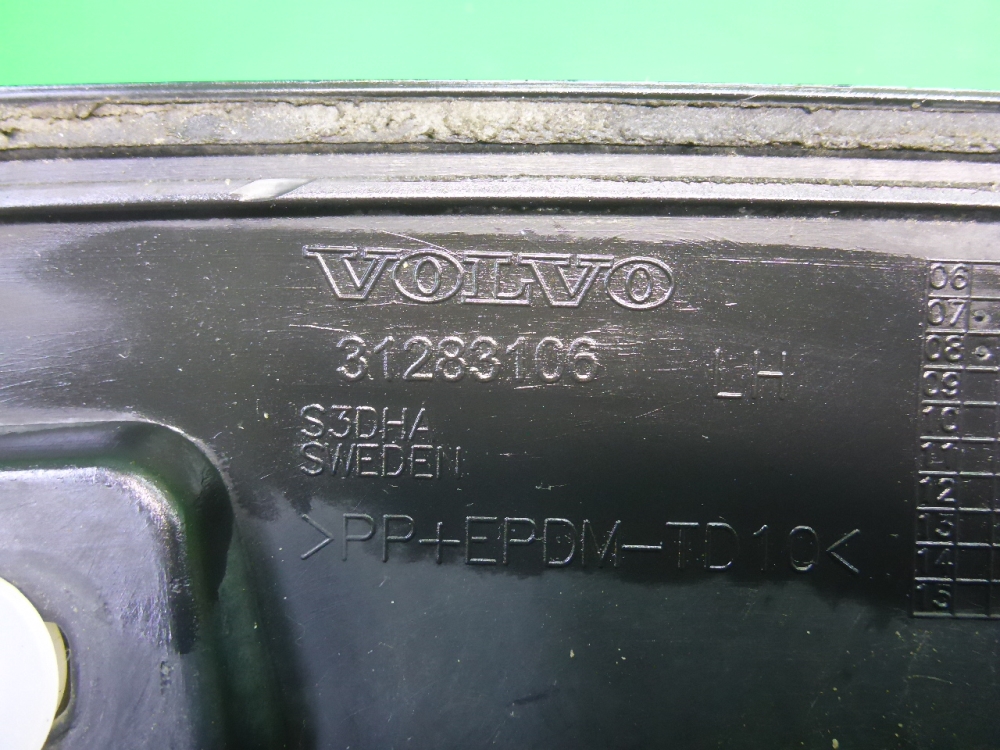 VOLVO
31283106 LH
S3DHA
SWEDEN
>PP+EPDM-TD10<
06
07
08
09
10
11
12
13
14
15